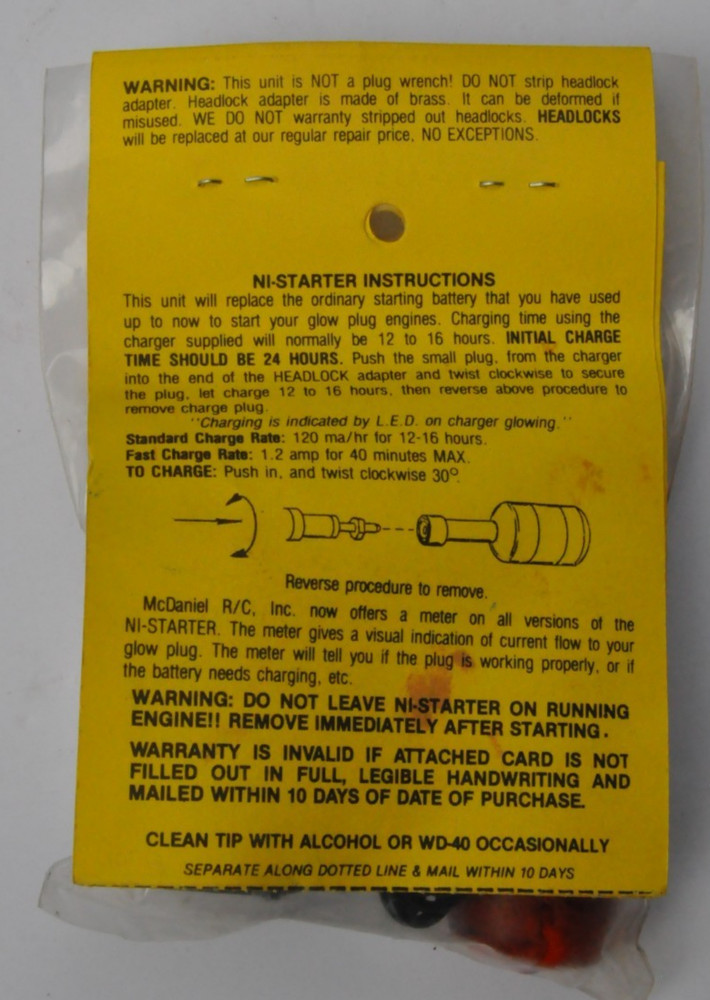 WARNING: This unit is NOT a plug wrench! DO NOT strip headlock
adapter. Headlock adapter is made of brass. It can be deformed if
misused. WE DO NOT warranty stripped out headlocks. HEADLOCKS
will be replaced at our regular repair price, NO EXCEPTIONS.
NI-STARTER INSTRUCTIONS
This unit will replace the ordinary starting battery that you have used
up to now to start your glow plug engines. Charging time using the
charger supplied will normally be 12 to 16 hours. INITIAL CHARGE
TIME SHOULD BE 24 HOURS. Push the small plug, from the charger
into the end of the HEADLOCK adapter and twist clockwise to secure
the plug, let charge 12 to 16 hours, then reverse above procedure to
remove charge plug.
"Charging is indicated by L.E.D. on charger glowing."
Standard Charge Rate: 120 ma/hr for 12-16 hours.
Fast Charge Rate: 1.2 amp for 40 minutes MAX.
TO CHARGE: Push in, and twist clockwise 30°.
Reverse procedure to remove.
McDaniel R/C, Inc. now offers a meter on all versions of the
NI-STARTER. The meter gives a visual indication of current flow to your
glow plug. The meter will tell you if the plug is working properly, or if
the battery needs charging, etc.
WARNING: DO NOT LEAVE NI-STARTER ON RUNNING
ENGINE!! REMOVE IMMEDIATELY AFTER STARTING.
WARRANTY IS INVALID IF ATTACHED CARD IS NOT
FILLED OUT IN FULL, LEGIBLE HANDWRITING AND
MAILED WITHIN 10 DAYS OF DATE OF PURCHASE.
CLEAN TIP WITH ALCOHOL OR WD-40 OCCASIONALLY
SEPARATE ALONG DOTTED LINE & MAIL WITHIN 10 DAYS